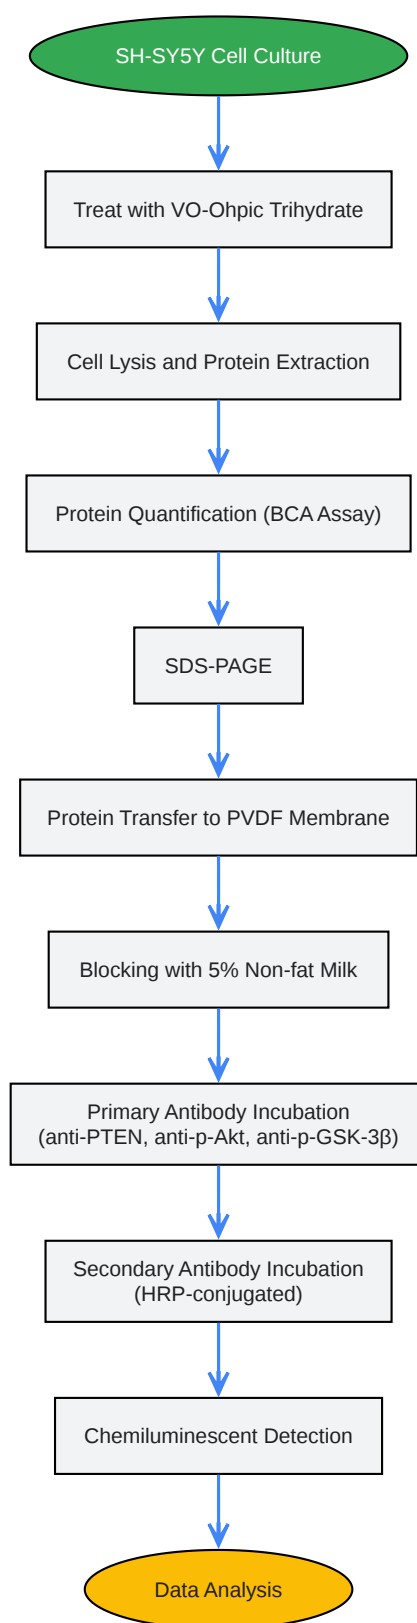 SH-SY5Y Cell Culture
Treat with VO-Ohpic Trihydrate
Cell Lysis and Protein Extraction
Protein Quantification (BCA Assay)
SDS-PAGE
Protein Transfer to PVDF Membrane
Blocking with 5% Non-fat Milk
Primary Antibody Incubation
(anti-PTEN, anti-p-Akt, anti-p-GSK-3β)
Secondary Antibody Incubation
(HRP-conjugated)
Chemiluminescent Detection
Data Analysis